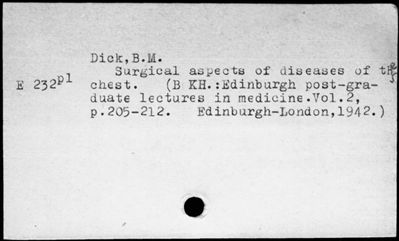 Dick,B.M.
Surgical aspects of diseases of the
E 232pl chest. (B KH.:Edinburgh post-gra-
duate lectures in medicine.Vol.2,
p.205-212. Edinburgh-London,1942.)